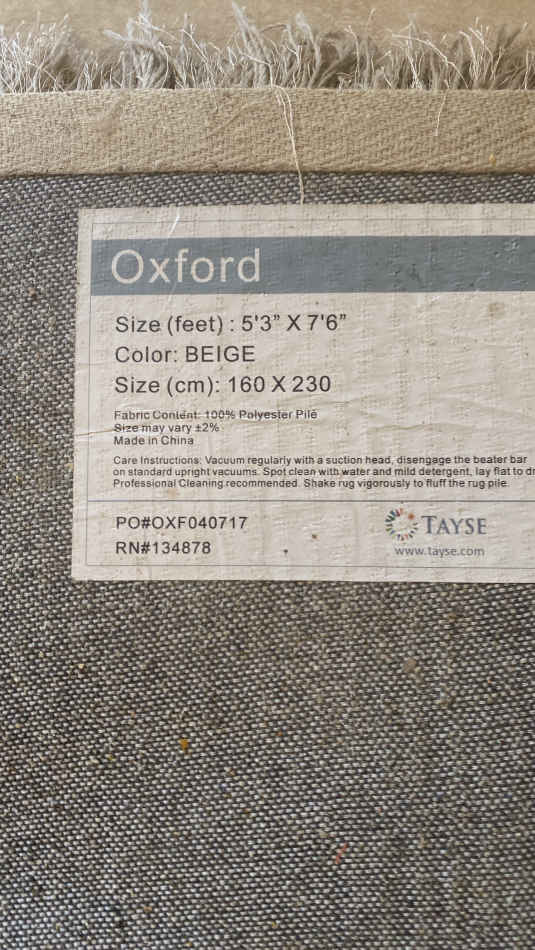 Oxford
Size (feet) : 5'3" X 7'6"
Color: BEIGE
Size (cm): 160 X 230
Fabric Content: 100% Polyester Pile
Size may vary ±2%
Made in China
Care Instructions: Vacuum regularly with a suction head, disengage the beater bar
on standard upright vacuums. Spot clean with water and mild detergent, lay flat to dr
Professional Cleaning recommended. Shake rug vigorously to fluff the rug pile.
PO#OXF040717
RN#134878
TAYSE
www.tayse.com